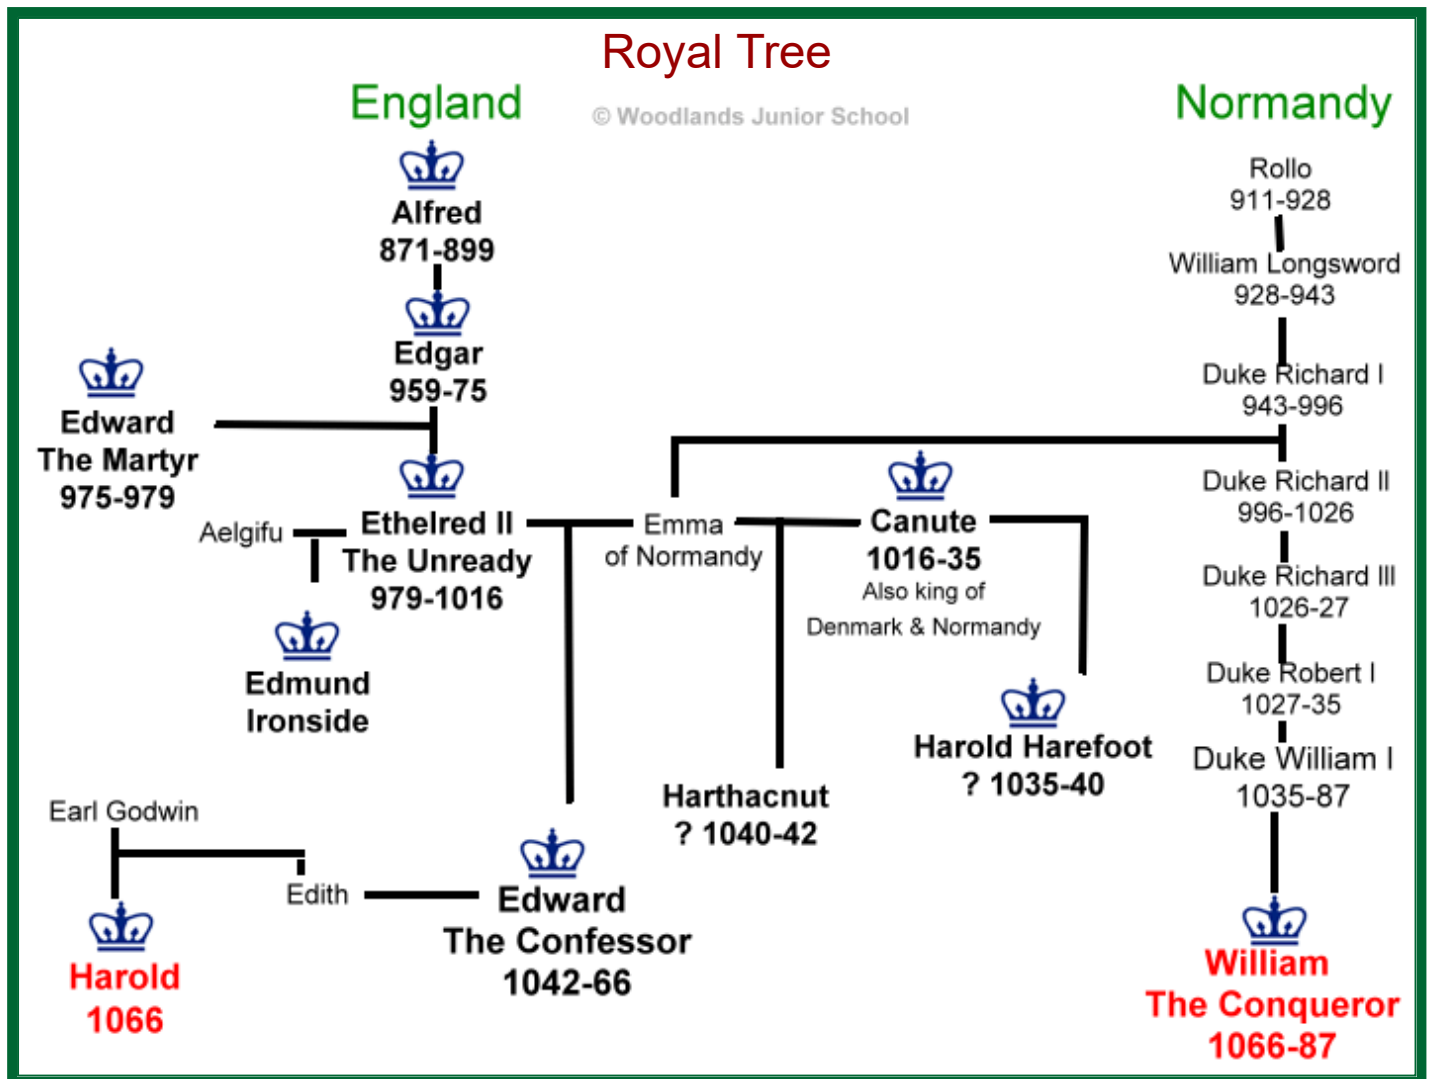 Royal Tree
England
© Woodlands Junior School
Normandy
Alfred
871-899
Edgar
959-75
Edward
The Martyr
975-979
Aelgifu
Ethelred II
The Unready
979-1016
Emma
of Normandy
Canute
1016-35
Also king of
Denmark & Normandy
Edmund
Ironside
Harold Harefoot
? 1035-40
Harthacnut
? 1040-42
Earl Godwin
Edith
Edward
The Confessor
1042-66
Harold
1066
Rollo
911-928
William Longsword
928-943
Duke Richard I
943-996
Duke Richard II
996-1026
Duke Richard III
1026-27
Duke Robert I
1027-35
Duke William I
1035-87
William
The Conqueror
1066-87